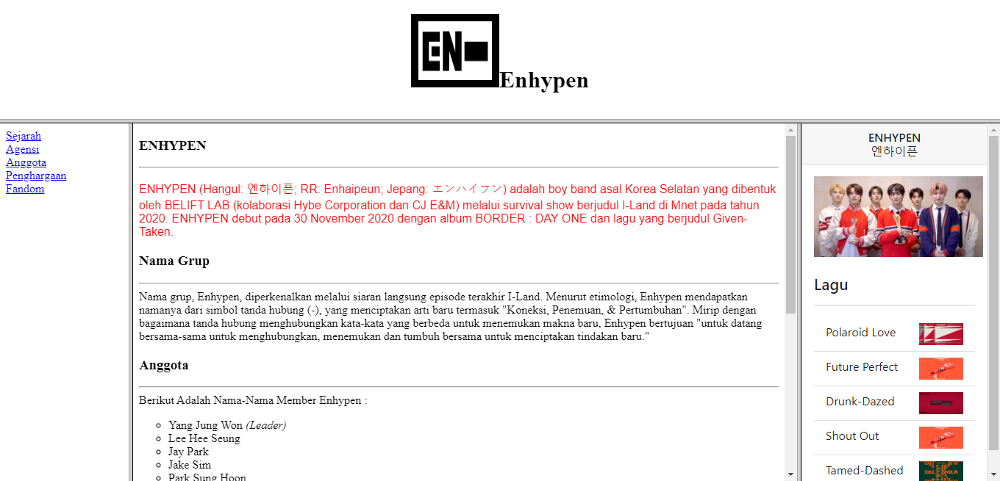 EN-
Enhypen
Sejarah
Agensi
Anggota
Penghargaan
Fandom
ENHYPEN
ENHYPEN (Hangul: 엔하이픈; RR: Enhaipeun; Jepang: エンハイフン) adalah boy band asal Korea Selatan yang dibentuk
oleh BELIFT LAB (kolaborasi Hybe Corporation dan CJ E&M) melalui survival show berjudul I-Land di Mnet pada tahun
2020. ENHYPEN debut pada 30 November 2020 dengan album BORDER : DAY ONE dan lagu yang berjudul Given-
Taken.
Nama Grup
Nama grup, Enhypen, diperkenalkan melalui siaran langsung episode terakhir I-Land. Menurut etimologi, Enhypen mendapatkan
namanya dari simbol tanda hubung (-), yang menciptakan arti baru termasuk "Koneksi, Penemuan, & Pertumbuhan". Mirip dengan
bagaimana tanda hubung menghubungkan kata-kata yang berbeda untuk menemukan makna baru, Enhypen bertujuan "untuk datang
bersama-sama untuk menghubungkan, menemukan dan tumbuh bersama untuk menciptakan tindakan baru."
Anggota
Berikut Adalah Nama-Nama Member Enhypen :
Yang Jung Won (Leader)
Lee Hee Seung
Jay Park
Jake Sim
Park Sung Hoon
ENHYPEN
엔하이픈
Lagu
Polaroid Love
Future Perfect
Drunk-Dazed
Shout Out
Tamed-Dashed
DILEMMA